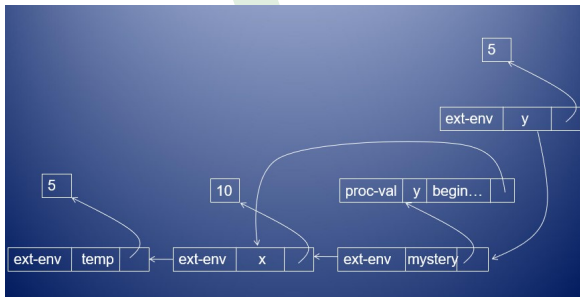 5
ext-env y
5
10
proc-val y begin...
ext-env temp
ext-env x
ext-env mystery